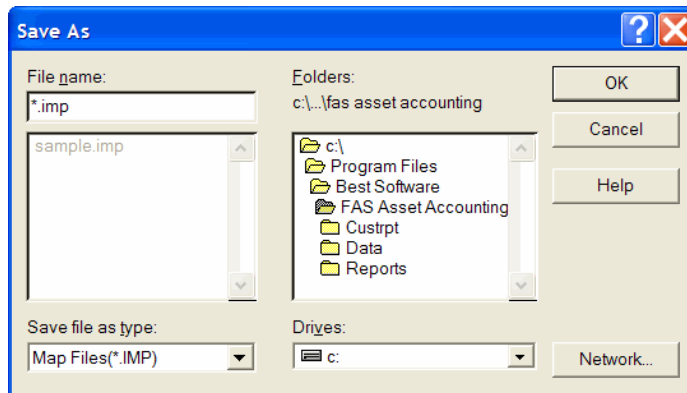 Save As
File name:
*.imp
sample.imp
Save file as type:
Map Files(*.IMP)
Folders:
c:\...\fas asset accounting
c:\
Program Files
Best Software
FAS Asset Accounting
Custrpt
Data
Reports
Drives:
c:
OK
Cancel
Help
Network...